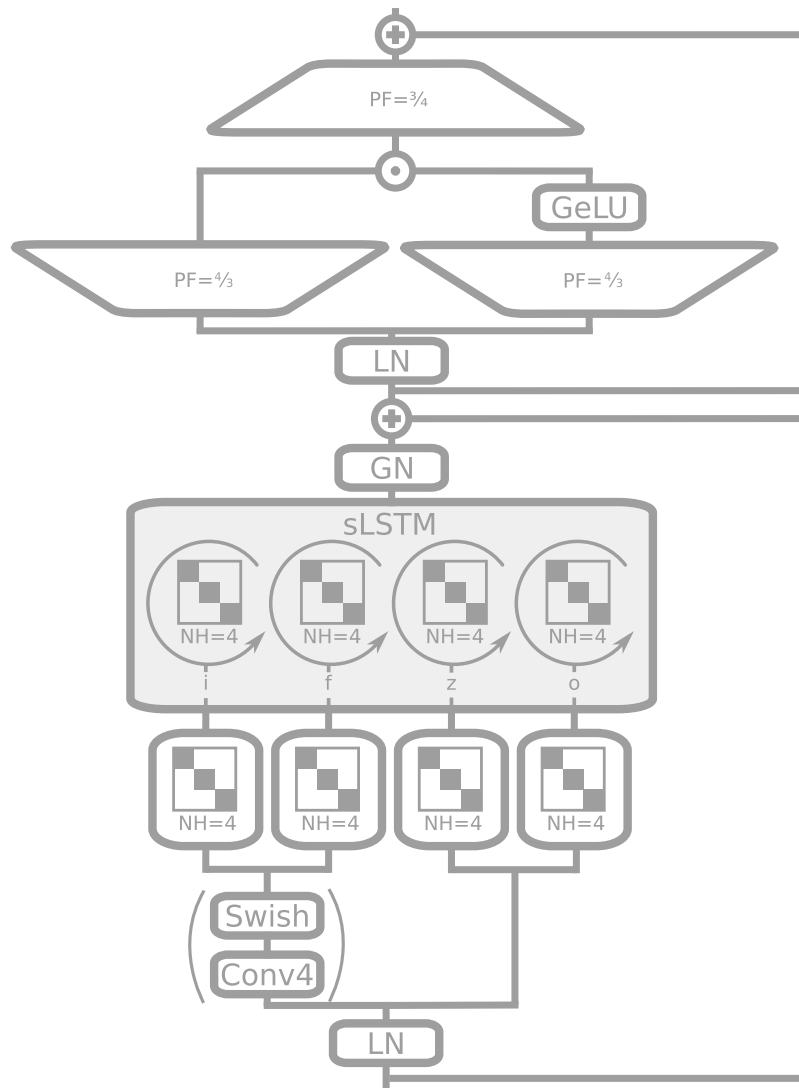 PF=¾
GeLU
PF=⁴⁄₃ PF=⁴⁄₃
LN
GN
sLSTM
NH=4 NH=4 NH=4 NH=4
i f z o
NH=4 NH=4 NH=4 NH=4
Swish
Conv4
LN